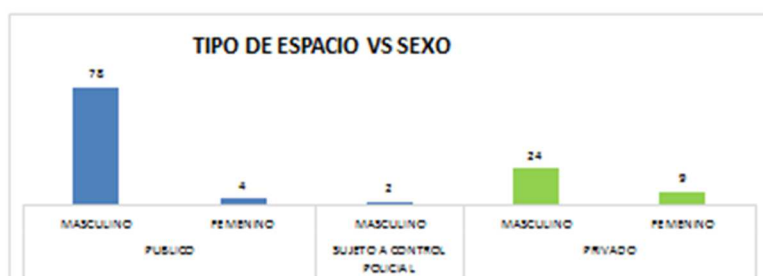 TIPO DE ESPACIO VS SEXO
78
4
2
24
9
MASCULINO FEMENINO MASCULINO MASCULINO FEMENINO
PUBLICO SUJETO A CONTROL POLICIAL PRIVADO